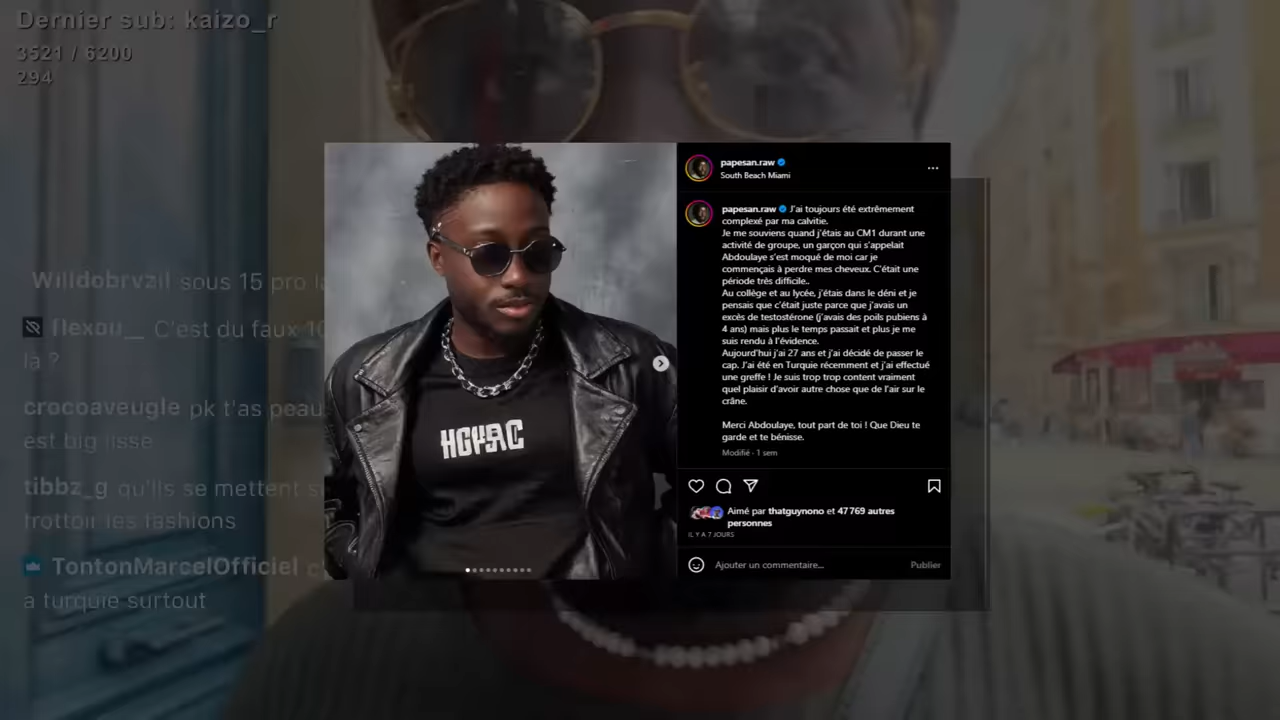 Dernier sub: kaizo_r
3521 / 6200
294
Willdobrvzil sous 15 pro la
flexou__ C'est du faux 10
là ?
crocoaveugle pk t'as peau
est big jisse
tibbz_g qu'ils se mettent s
trottoir les fashions
TontonMarcelOfficiel
a turquie surtout
HGYAC
papesan.raw
South Beach Miami
papesan.raw J'ai toujours été extrêmement
complexé par ma calvitie.
Je me souviens quand j'étais au CM1 durant une
activité de groupe, un garçon qui s'appelait
Abdoulaye s'est moqué de moi car je
commençais à perdre mes cheveux. C'était une
période très difficile..
Au collège et au lycée, j'étais dans le déni et je
pensais que c'était juste parce que j'avais un
excès de testostérone (j'avais des poils pubiens à
4 ans) mais plus le temps passait et plus je me
suis rendu à l'évidence.
Aujourd'hui j'ai 27 ans et j'ai décidé de passer le
cap. J'ai été en Turquie récemment et j'ai effectué
une greffe ! Je suis trop trop content vraiment
quel plaisir d'avoir autre chose que de l'air sur le
crâne.
Merci Abdoulaye, tout part de toi ! Que Dieu te
garde et te bénisse.
Modifié · 1 sem
Aimé par thatguynono et 47 769 autres
personnes
IL Y A 7 JOURS
Ajouter un commentaire... Publier